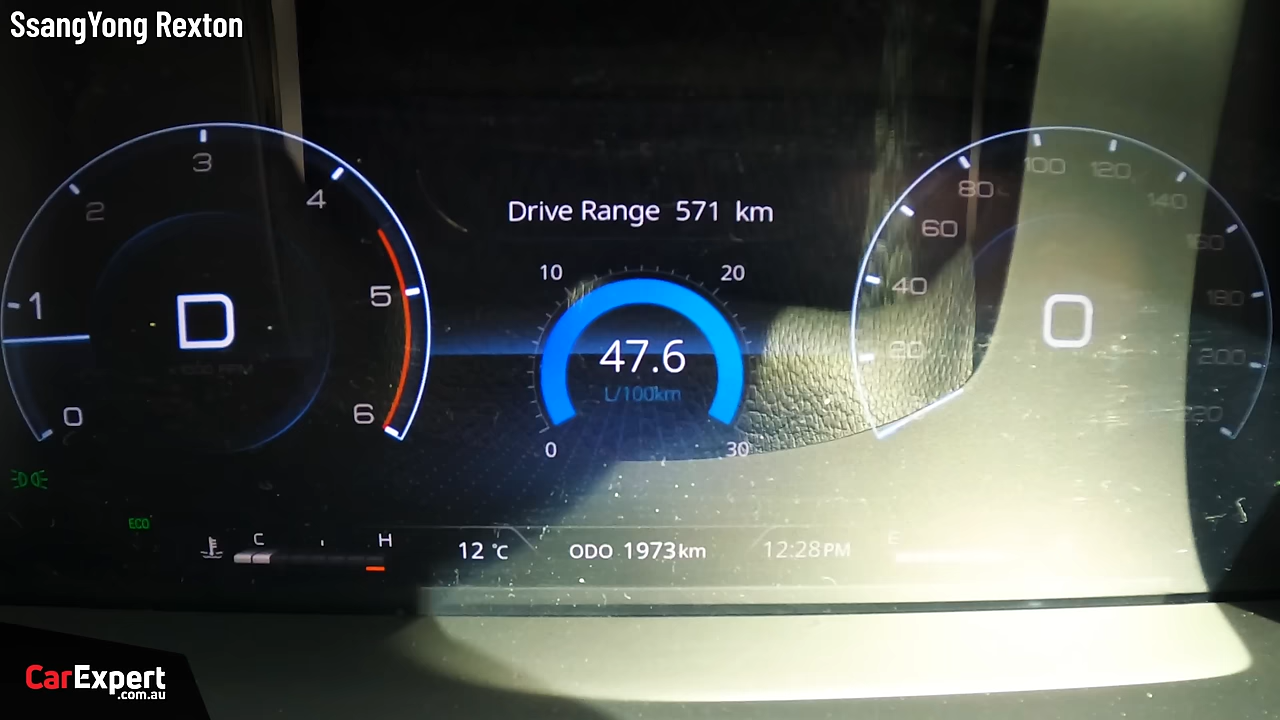 SsangYong Rexton
3
100
120
4
80
140
2
Drive Range 571 km
60
160
10
20
1
5
40
180
D
47.6
0
20
200
x1000 RPM
L/100km
0
6
220
0
30
ECO
C
H
12 °C
ODO 1973km
12:28PM
E
CarExpert
.com.au